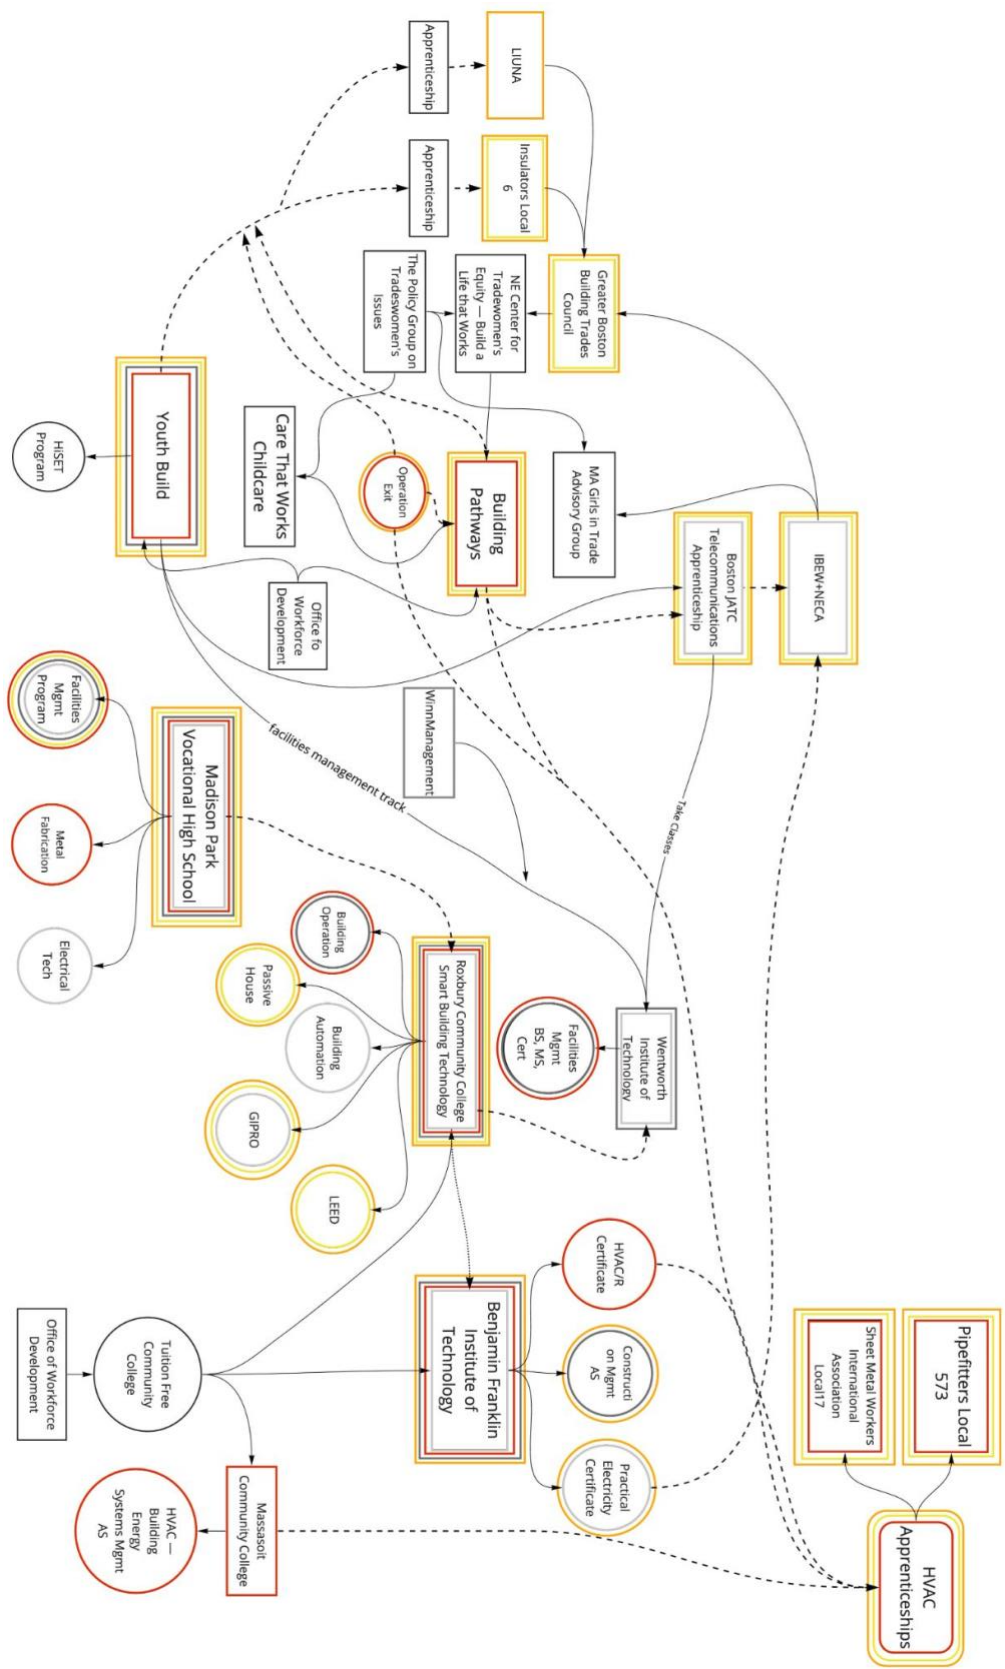 Pipefitters Local
573
Sheet Metal Workers
International
Association
Local17
HVAC
Apprenticeships
IBEW+NECA
Boston JATC
Telecommunications
Apprenticeship
Take Classes
Wentworth
Institute of
Technology
LIUNA
Insulators Local
6
Greater Boston
Building Trades
Council
MA Girls in Trade
Advisory Group
Facilities
Mgmt
BS, MS,
Cert
HVAC/R
Certificate
Constructi
on Mgmt
AS
Practical
Electricity
Certificate
Apprenticeship
Apprenticeship
NE Center for
Tradewomen's
Equity — Build a
Life that Works
Building
Pathways
The Policy Group on
Tradeswomen's
Issues
Operation
Exit
WinnManagement
Roxbury Community College
Smart Building Technology
Benjamin Franklin
Institute of
Technology
Care That Works
Childcare
Office fo
Workforce
Development
facilities management track
Building
Operation
Passive
House
Building
Automation
GIPRO
LEED
Youth Build
Madison Park
Vocational High School
Massasoit
Community College
HiSET
Program
Facilities
Mgmt
Program
Metal
Fabrication
Electrical
Tech
Tuition Free
Community
College
HVAC —
Building
Energy
Systems Mgmt
AS
Office of Workforce
Development